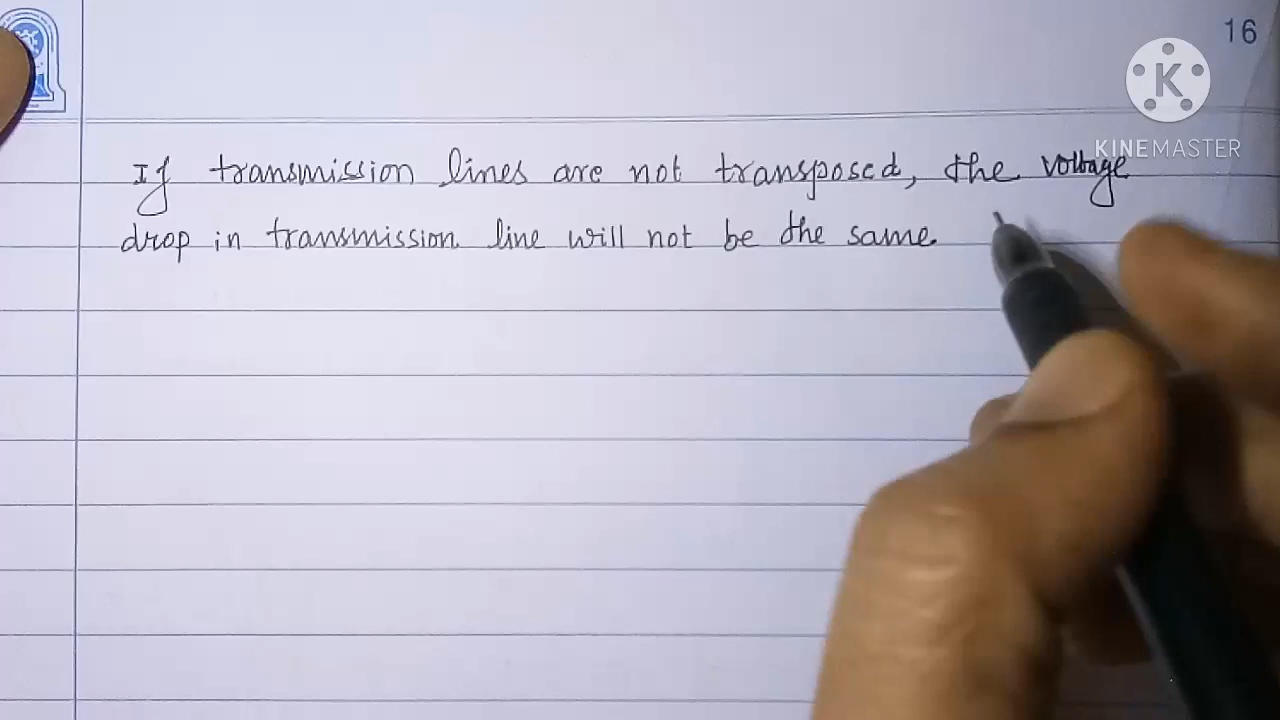 16
K
KINEMASTER
If transmission lines are not transposed, the voltage
drop in transmission line will not be the same.